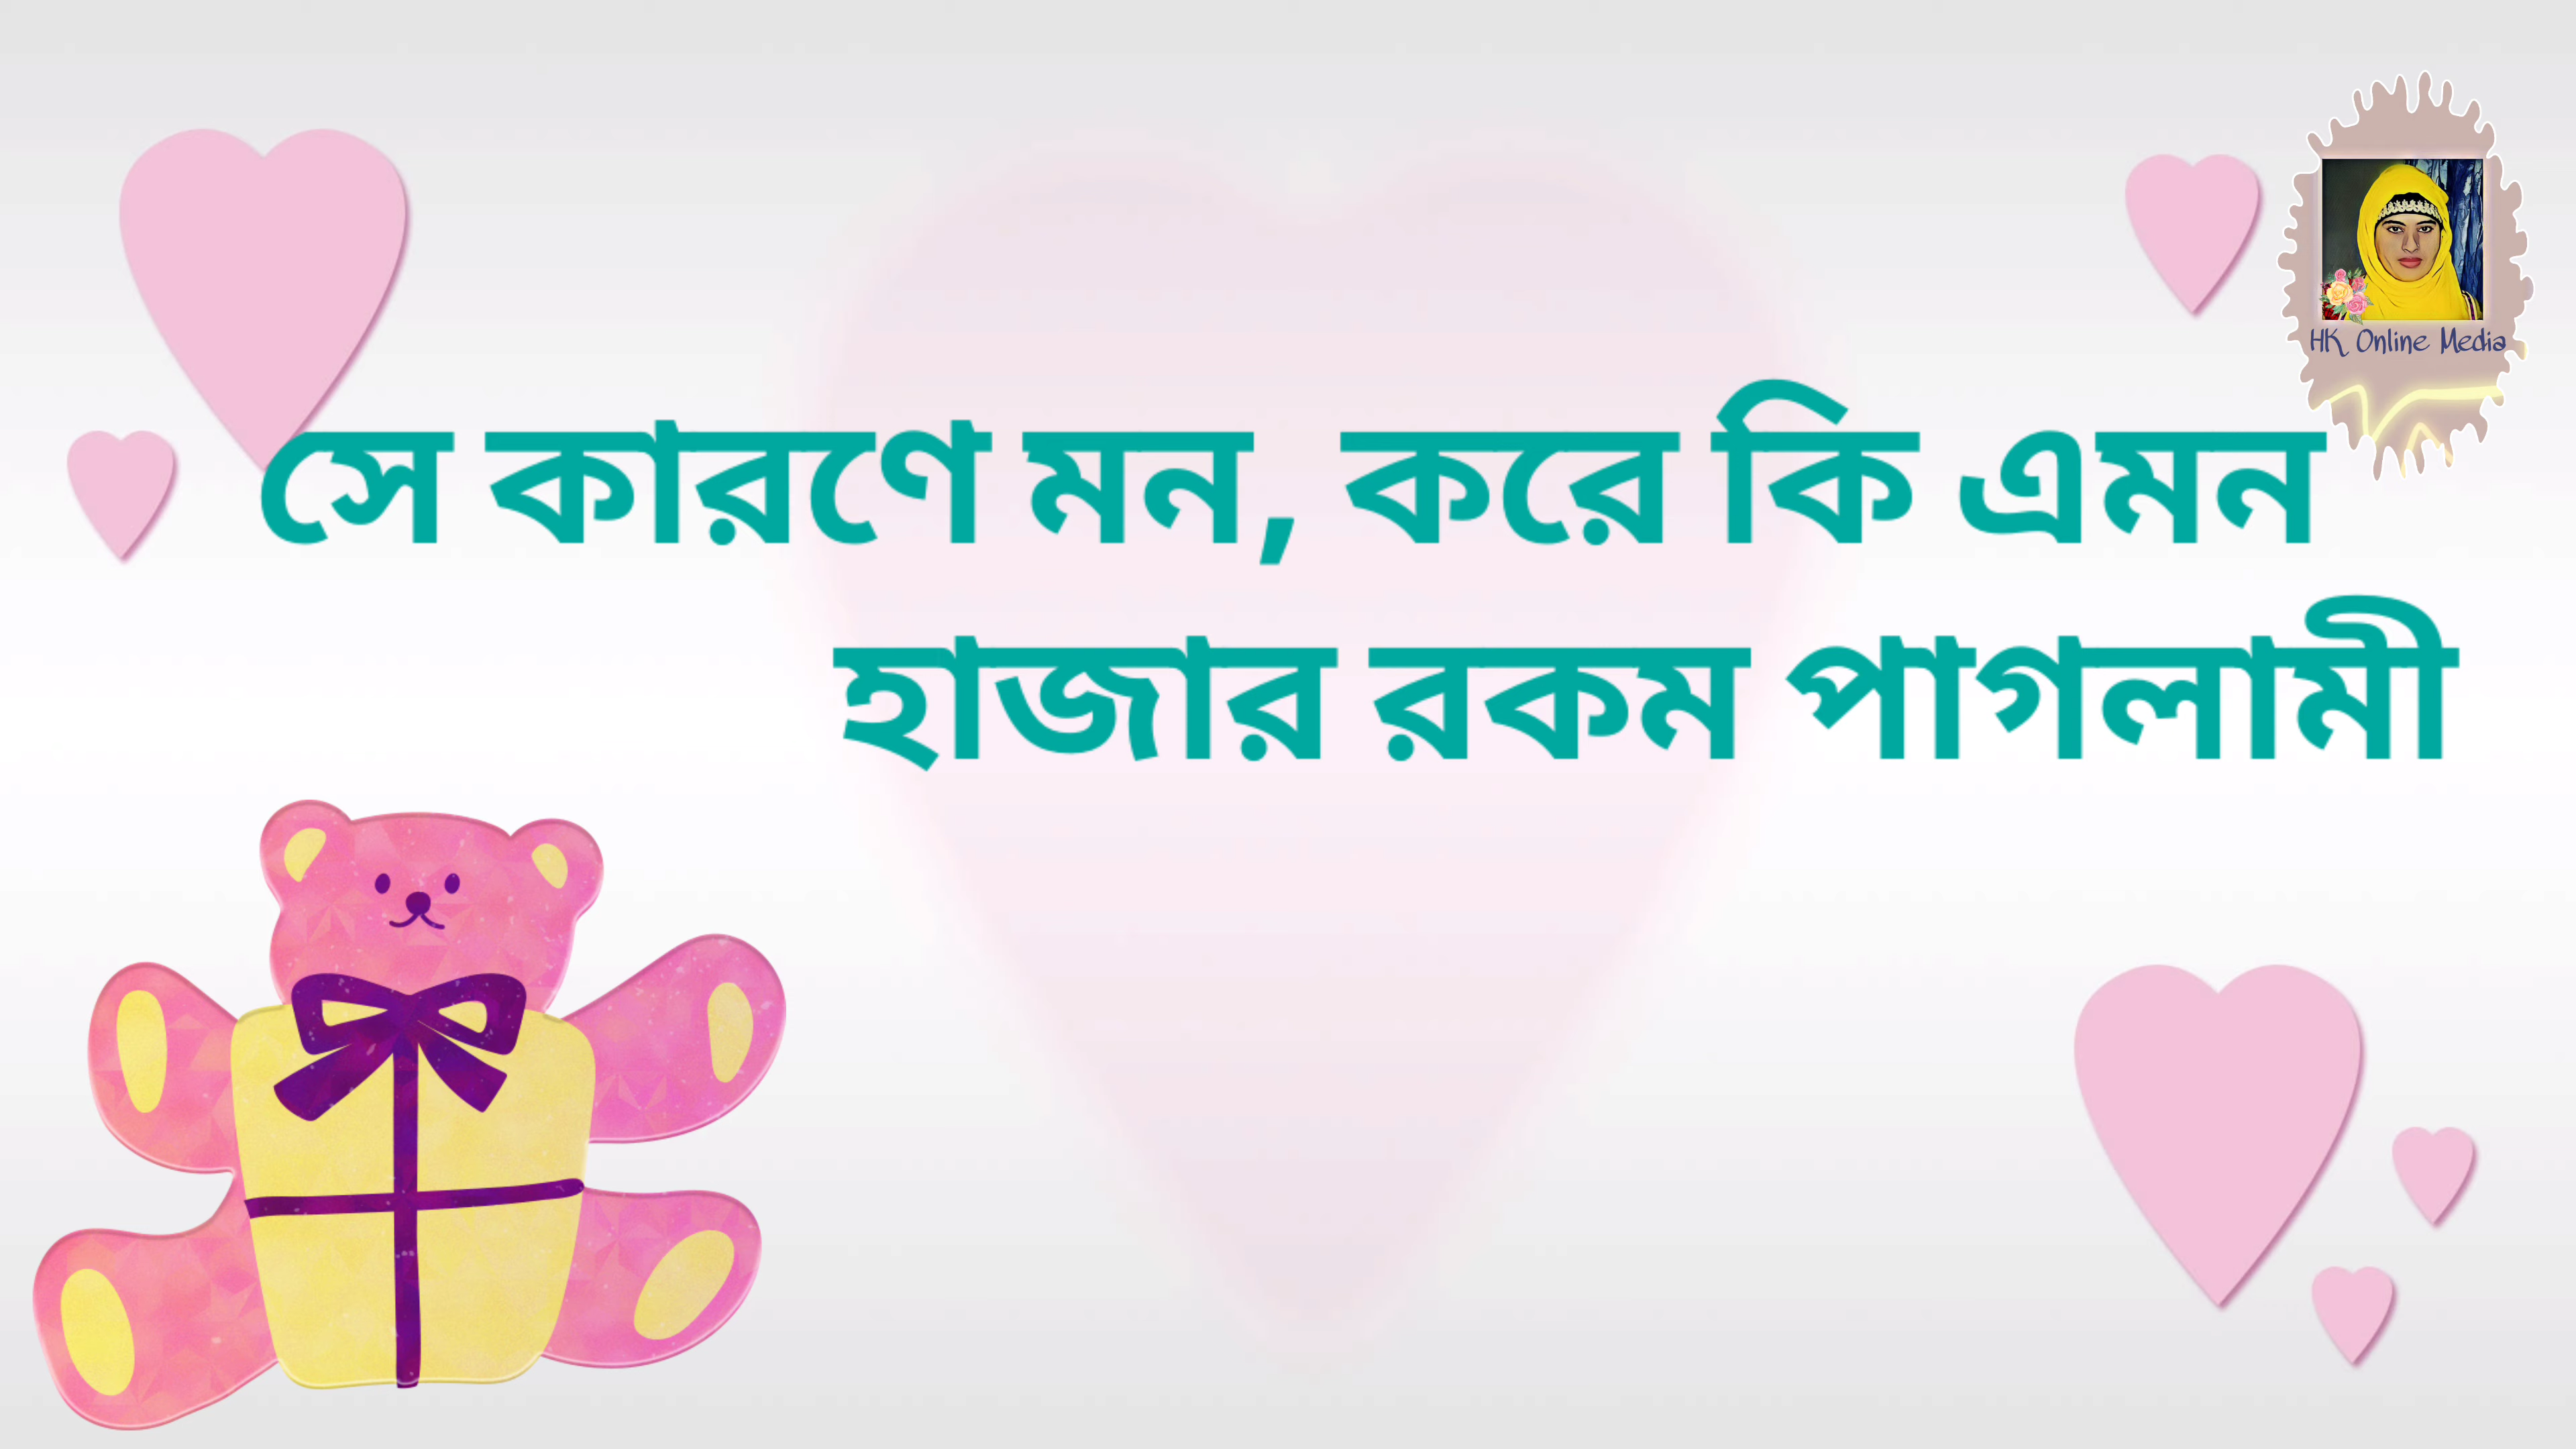 HK Online Media
সে কারণে মন, করে কি এমন
হাজার রকম পাগলামী